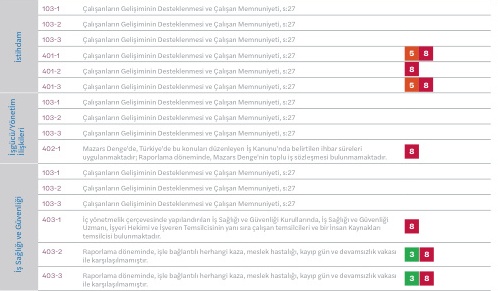 İstihdam
103-1 Çalışanların Gelişiminin Desteklenmesi ve Çalışan Memnuniyeti, s:27
103-2 Çalışanların Gelişiminin Desteklenmesi ve Çalışan Memnuniyeti, s:27
103-3 Çalışanların Gelişiminin Desteklenmesi ve Çalışan Memnuniyeti, s:27
401-1 Çalışanların Gelişiminin Desteklenmesi ve Çalışan Memnuniyeti, s:27 5 8
401-2 Çalışanların Gelişiminin Desteklenmesi ve Çalışan Memnuniyeti, s:27 8
401-3 Çalışanların Gelişiminin Desteklenmesi ve Çalışan Memnuniyeti, s:27 5 8
İşgücü/Yönetim
İlişkileri
103-1 Çalışanların Gelişiminin Desteklenmesi ve Çalışan Memnuniyeti, s:27
103-2 Çalışanların Gelişiminin Desteklenmesi ve Çalışan Memnuniyeti, s:27
103-3 Çalışanların Gelişiminin Desteklenmesi ve Çalışan Memnuniyeti, s:27
402-1 Mazars Denge'de, Türkiye'de bu konuları düzenleyen İş Kanunu'nda belirtilen ihbar süreleri
uygulanmaktadır; Raporlama döneminde, Mazars Denge'nin toplu iş sözleşmesi bulunmamaktadır. 8
İş Sağlığı ve Güvenliği
103-1 Çalışanların Gelişiminin Desteklenmesi ve Çalışan Memnuniyeti, s:27
103-2 Çalışanların Gelişiminin Desteklenmesi ve Çalışan Memnuniyeti, s:27
103-3 Çalışanların Gelişiminin Desteklenmesi ve Çalışan Memnuniyeti, s:27
403-1 İç yönetmelik çerçevesinde yapılandırılan İş Sağlığı ve Güvenliği Kurullarında, İş Sağlığı ve Güvenliği
Uzmanı, İşyeri Hekimi ve İşveren Temsilcisinin yanı sıra çalışan temsilcileri ve bir İnsan Kaynakları
temsilcisi bulunmaktadır. 8
403-2 Raporlama döneminde, işle bağlantılı herhangi kaza, meslek hastalığı, kayıp gün ve devamsızlık vakası
ile karşılaşılmamıştır. 3 8
403-3 Raporlama döneminde, işle bağlantılı herhangi kaza, meslek hastalığı, kayıp gün ve devamsızlık vakası
ile karşılaşılmamıştır. 3 8